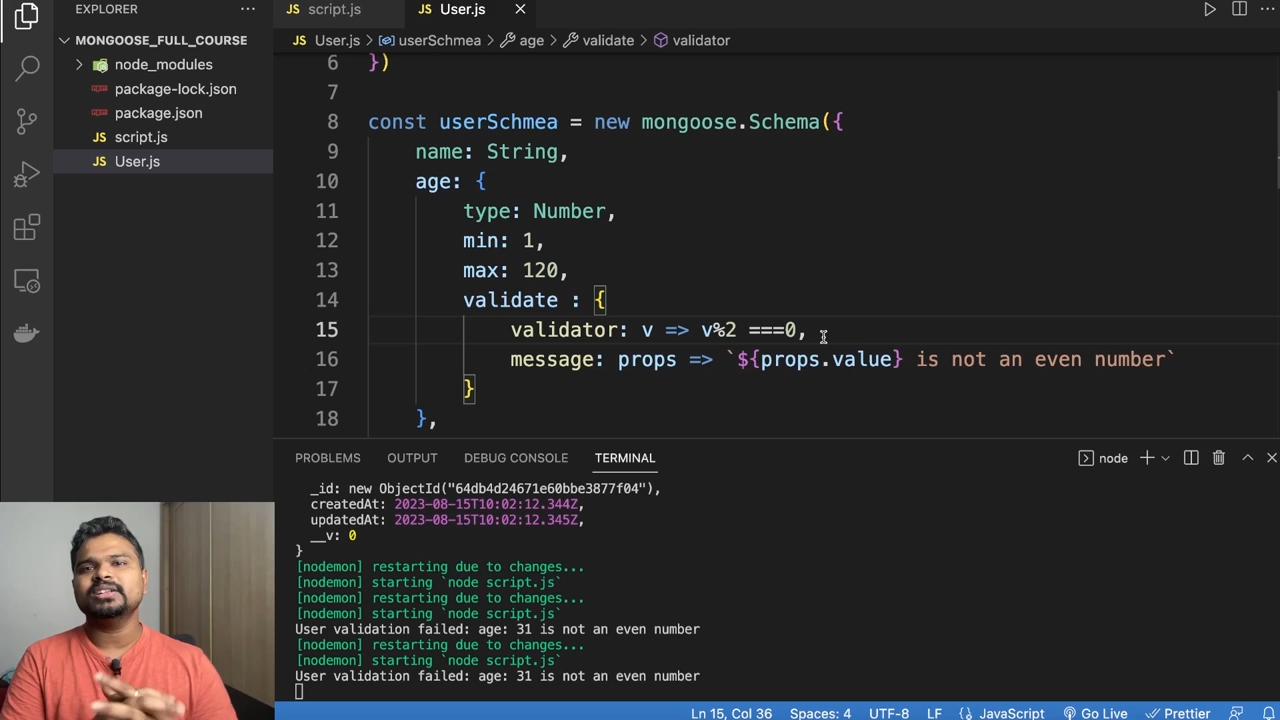 EXPLORER
MONGOOSE_FULL_COURSE
node_modules
package-lock.json
package.json
JS script.js
JS User.js
JS script.js JS User.js
JS User.js userSchmea age validate validator
6 })
7
8 const userSchmea = new mongoose.Schema({
9 name: String,
10 age: {
11 type: Number,
12 min: 1,
13 max: 120,
14 validate : {
15 validator: v => v%2 ===0,
16 message: props => `${props.value} is not an even number`
17 }
18 },
PROBLEMS OUTPUT DEBUG CONSOLE TERMINAL node
_id: new ObjectId("64db4d24671e60bbe3877f04"),
createdAt: 2023-08-15T10:02:12.344Z,
updatedAt: 2023-08-15T10:02:12.345Z,
__v: 0
}
[nodemon] restarting due to changes...
[nodemon] starting `node script.js`
[nodemon] restarting due to changes...
[nodemon] starting `node script.js`
User validation failed: age: 31 is not an even number
[nodemon] restarting due to changes...
[nodemon] starting `node script.js`
User validation failed: age: 31 is not an even number
Ln 15, Col 36 Spaces: 4 UTF-8 LF {} JavaScript Go Live Prettier